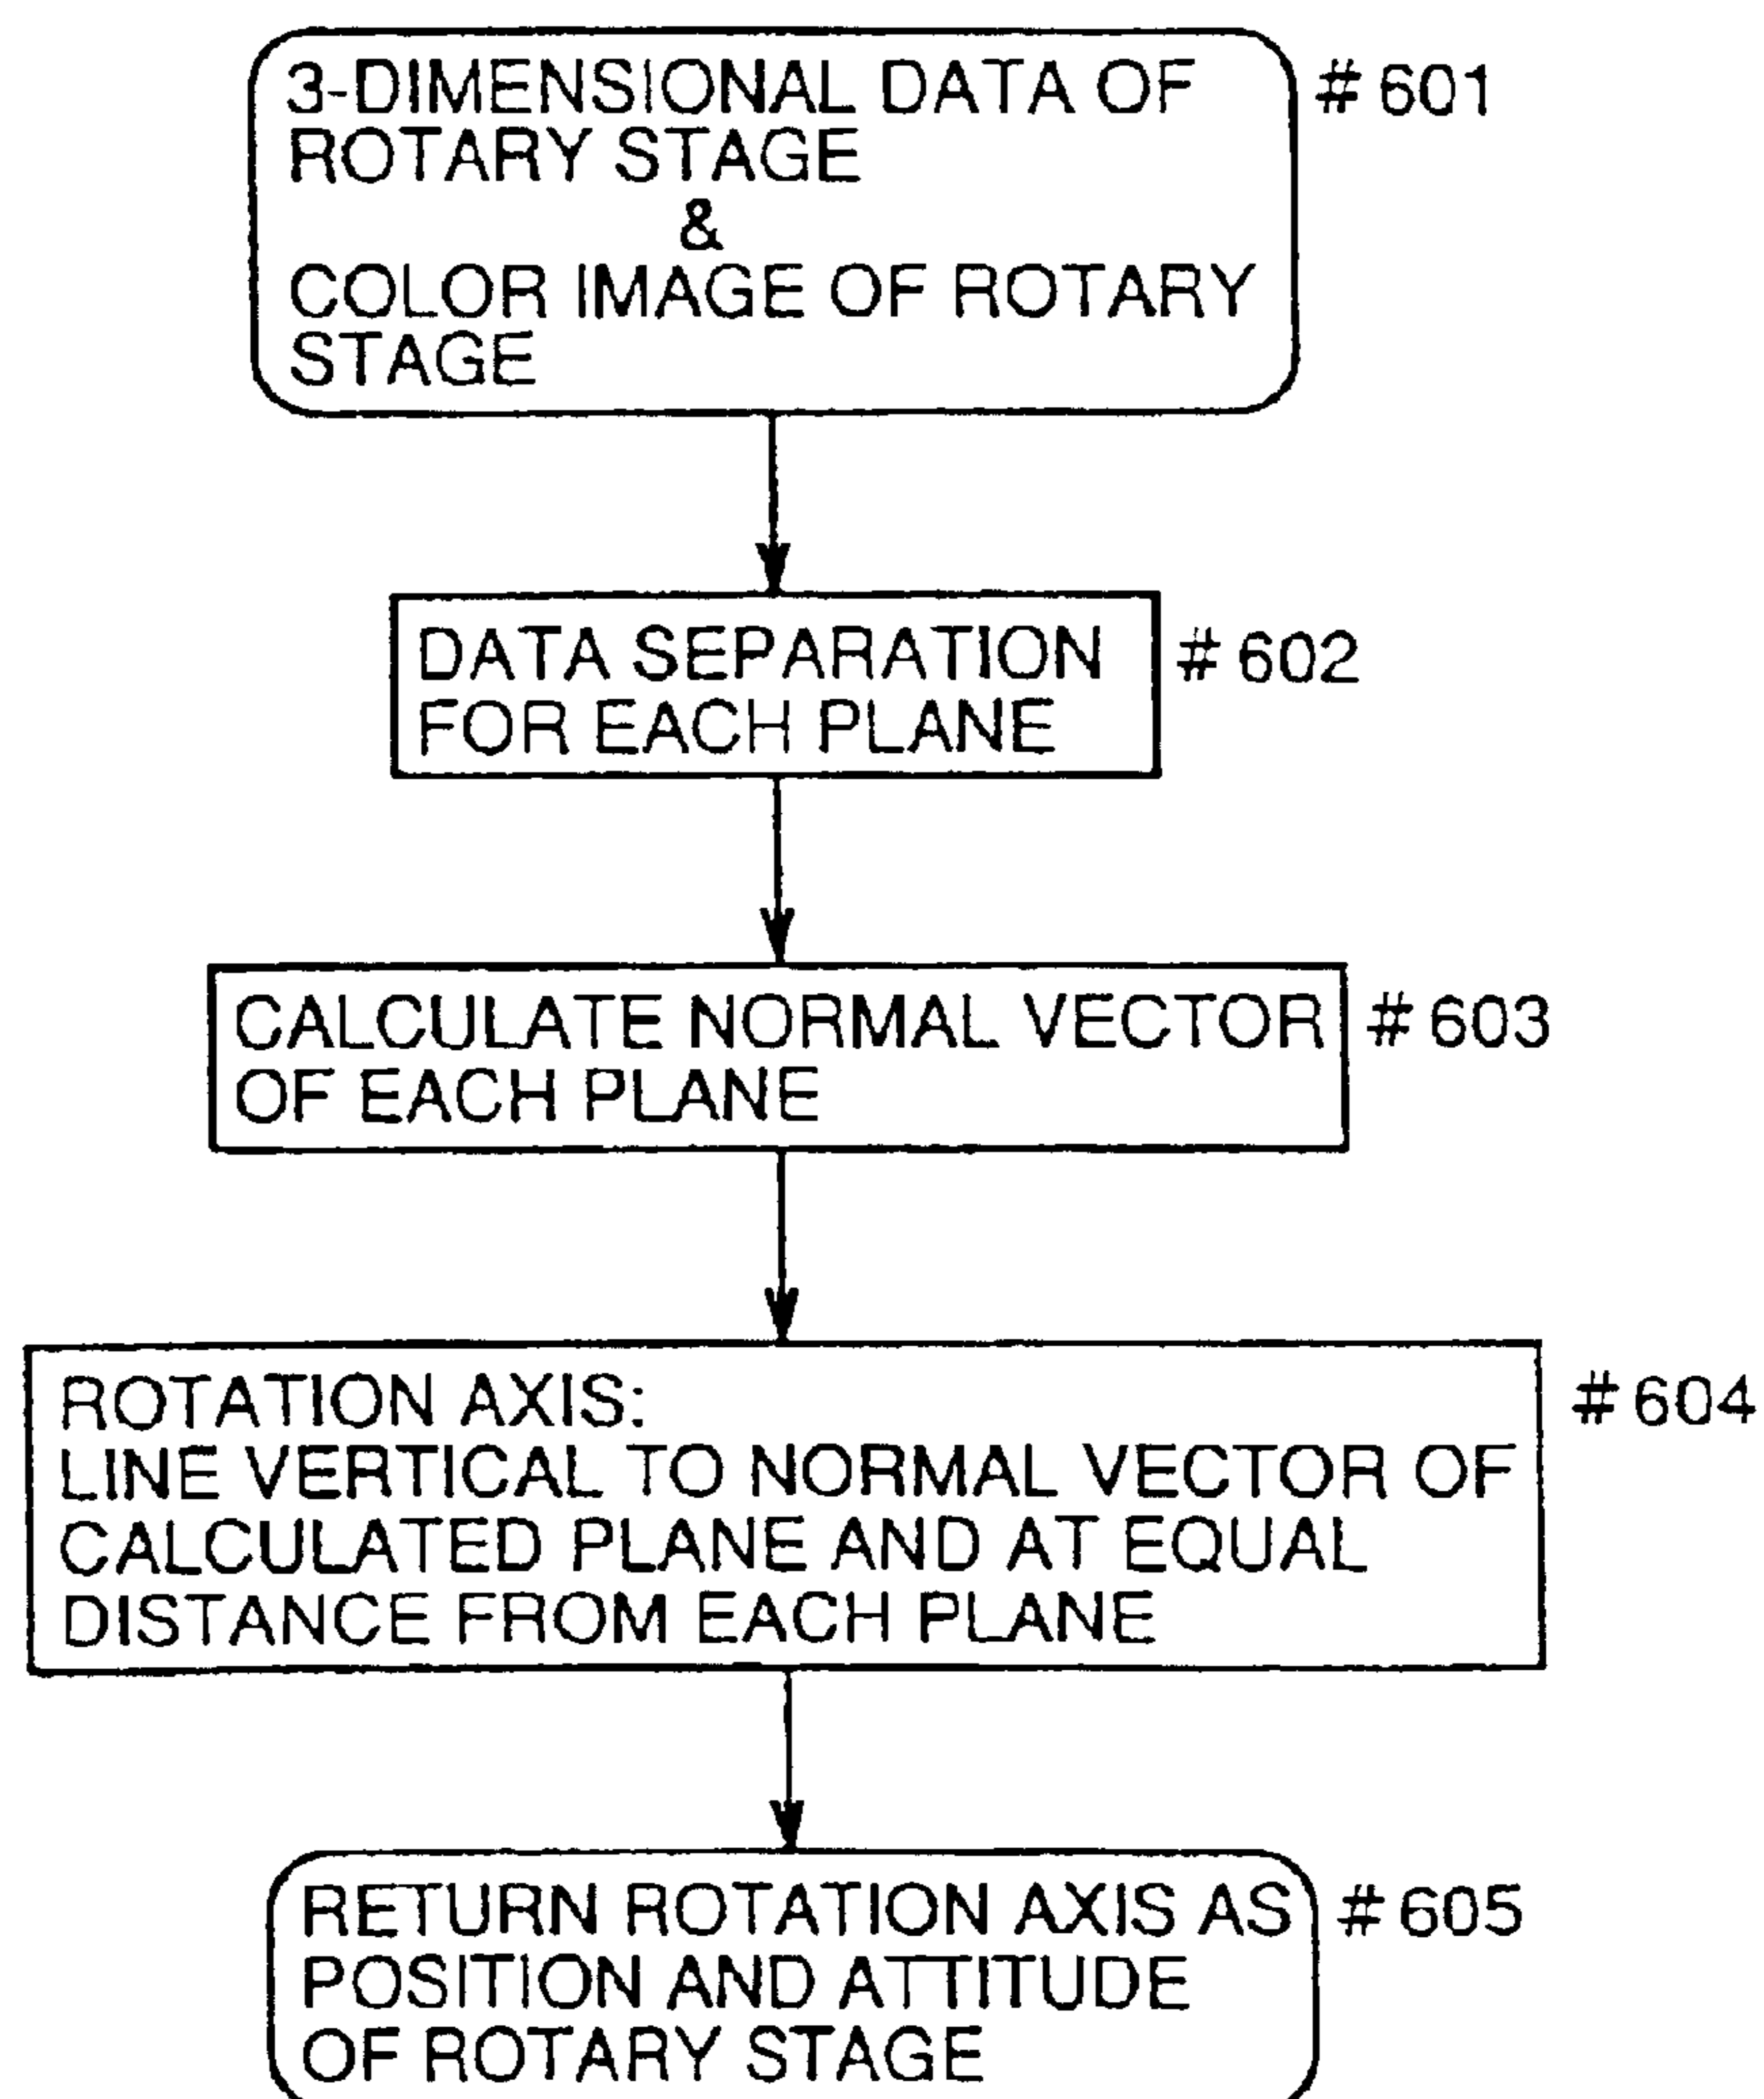 3-DIMENSIONAL DATA OF
ROTARY STAGE
&
COLOR IMAGE OF ROTARY
STAGE
#601
DATA SEPARATION
FOR EACH PLANE
#602
CALCULATE NORMAL VECTOR
OF EACH PLANE
#603
ROTATION AXIS:
LINE VERTICAL TO NORMAL VECTOR OF
CALCULATED PLANE AND AT EQUAL
DISTANCE FROM EACH PLANE
#604
RETURN ROTATION AXIS AS
POSITION AND ATTITUDE
OF ROTARY STAGE
#605